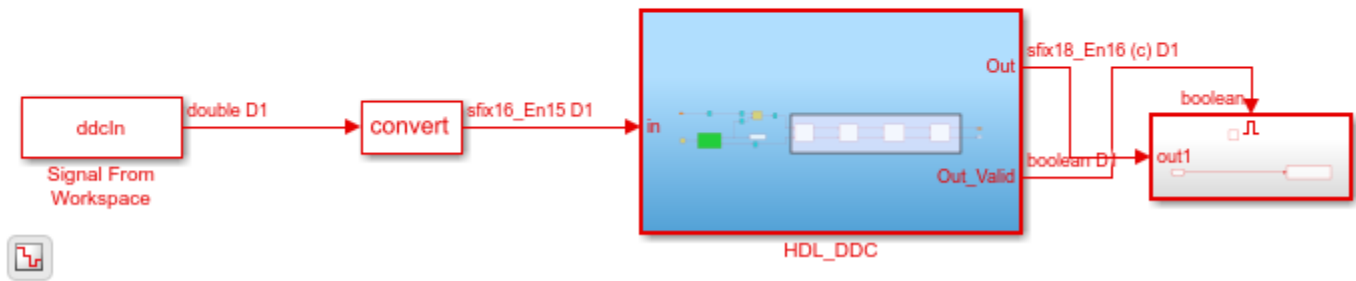 ddcIn
Signal From
Workspace
double D1
convert
sfix16_En15 D1
in
Out
Out_Valid
HDL_DDC
sfix18_En16 (c) D1
boolean D1
boolean
out1